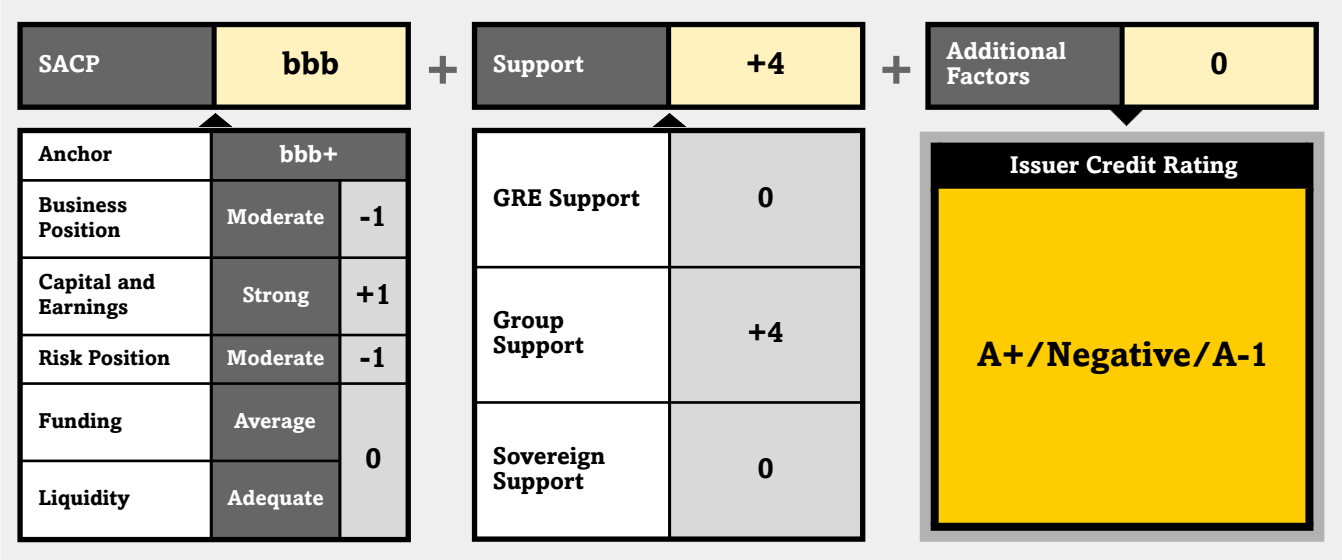 SACP
bbb
+
Support
+4
+
Additional
Factors
0
Anchor
bbb+
Business
Position
Moderate
-1
Capital and
Earnings
Strong
+1
Risk Position
Moderate
-1
Funding
Average
Liquidity
Adequate
0
GRE Support
0
Group
Support
+4
Sovereign
Support
0
Issuer Credit Rating
A+/Negative/A-1